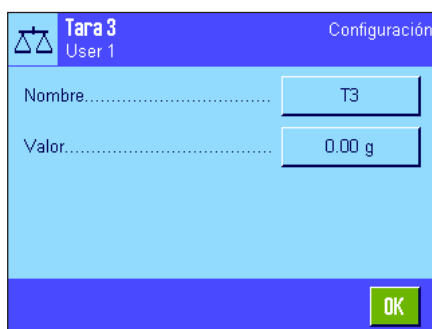 Tara 3
Configuración
User 1
Nombre................................... T3
Valor....................................... 0.00 g
OK